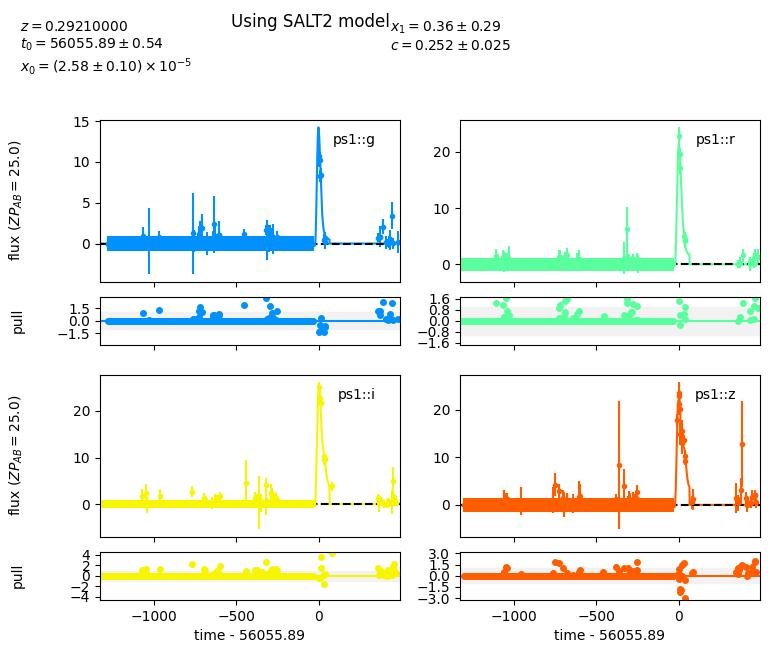 Using SALT2 model
z = 0.29210000
t₀ = 56055.89 ± 0.54
x₀ = (2.58 ± 0.10) × 10⁻⁵
x₁ = 0.36 ± 0.29
c = 0.252 ± 0.025
flux (ZP_AB = 25.0)
15
10
5
0
ps1::g
20
10
0
ps1::r
pull
1.5
0.0
−1.5
1.6
0.8
0.0
−0.8
−1.6
flux (ZP_AB = 25.0)
20
10
0
ps1::i
20
10
0
ps1::z
pull
4
2
0
−2
−4
3.0
1.5
0.0
−1.5
−3.0
−1000
−500
0
time - 56055.89
−1000
−500
0
time - 56055.89